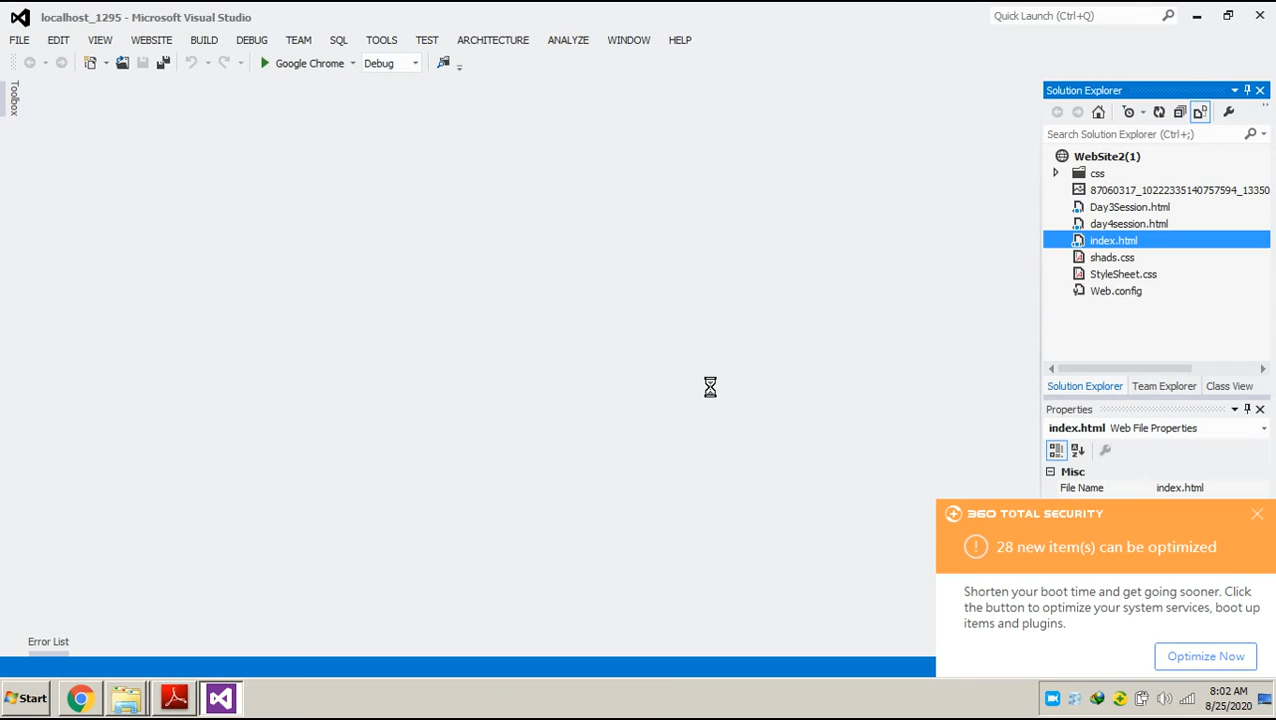 localhost_1295 - Microsoft Visual Studio
Quick Launch (Ctrl+Q)
FILE EDIT VIEW WEBSITE BUILD DEBUG TEAM SQL TOOLS TEST ARCHITECTURE ANALYZE WINDOW HELP
Google Chrome Debug
Toolbox
Solution Explorer
Search Solution Explorer (Ctrl+;)
WebSite2(1)
css
87060317_10222335140757594_13350
Day3Session.html
day4session.html
index.html
shads.css
StyleSheet.css
Web.config
Solution Explorer Team Explorer Class View
Properties
index.html Web File Properties
Misc
File Name index.html
360 TOTAL SECURITY
28 new item(s) can be optimized
Shorten your boot time and get going sooner. Click
the button to optimize your system services, boot up
items and plugins.
Optimize Now
Error List
Start
8:02 AM
8/25/2020